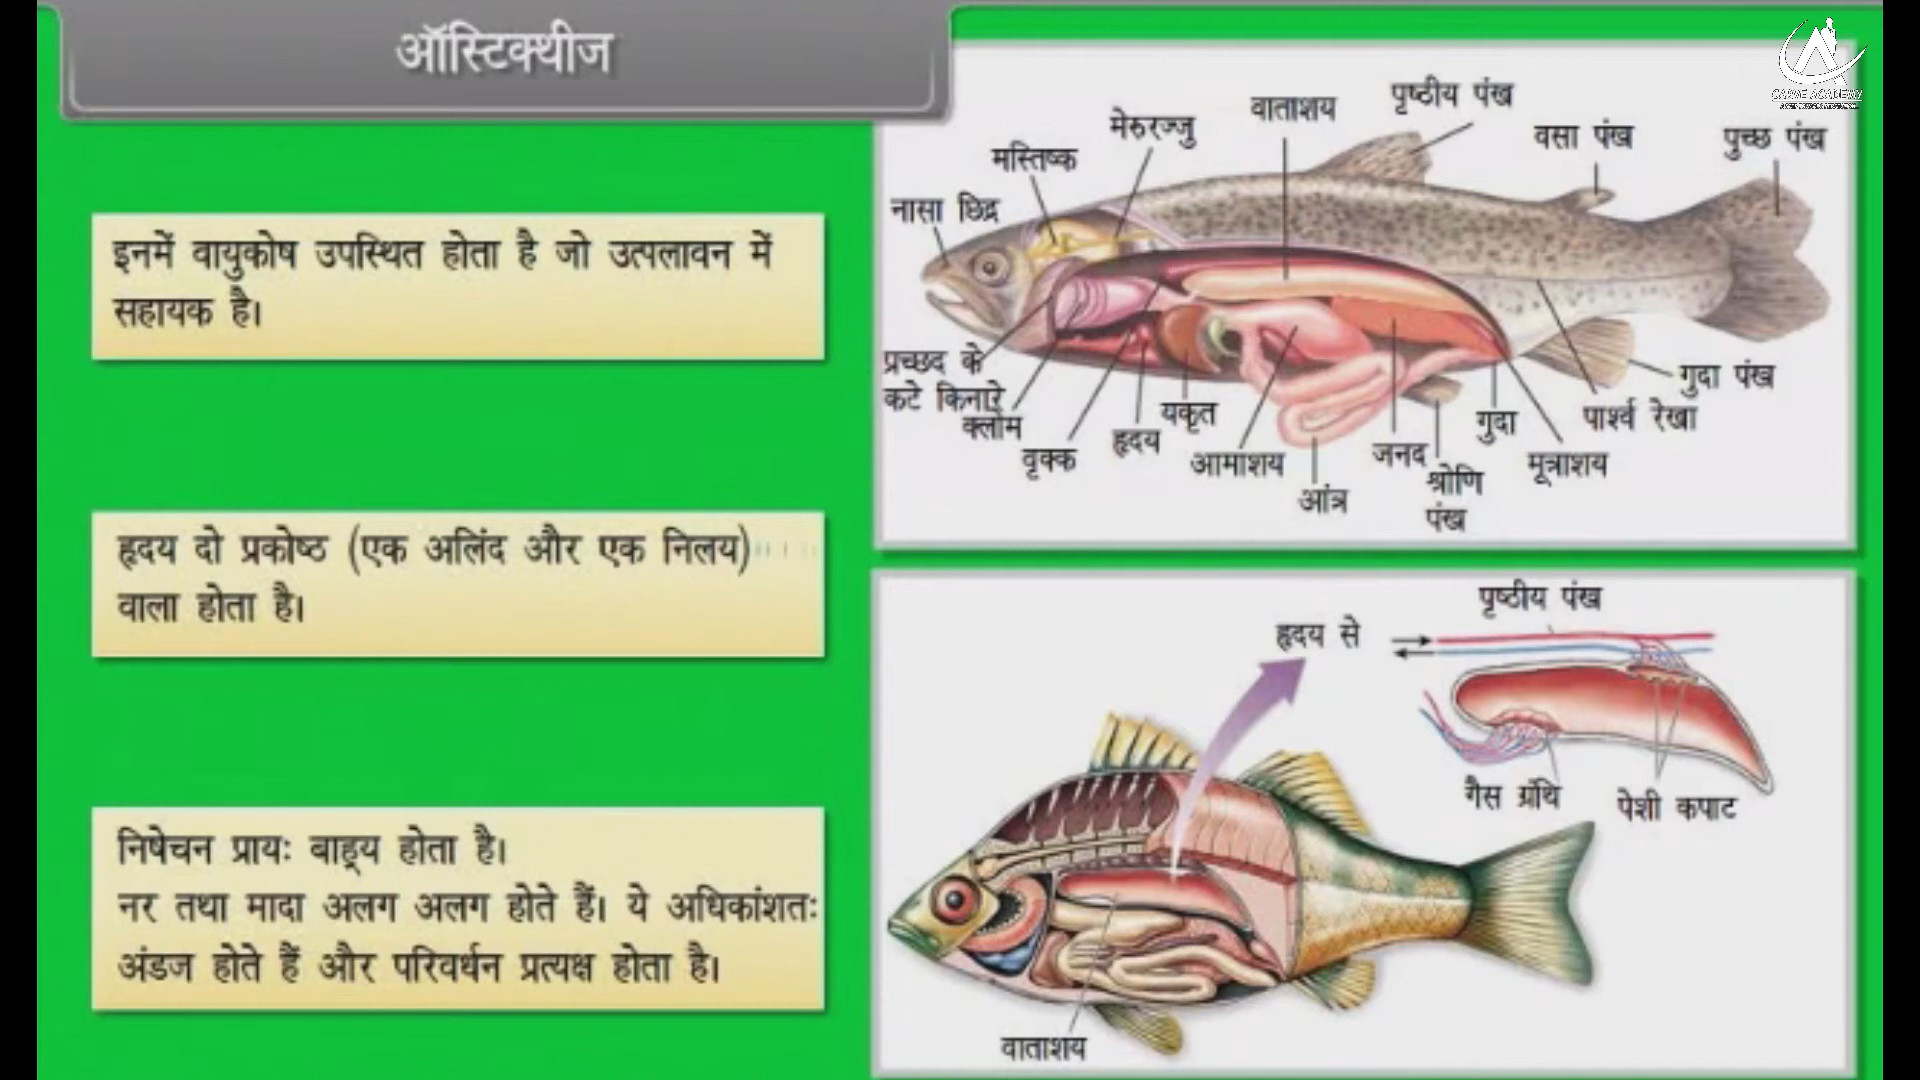 ऑस्टिक्थीज
CARVE ACADEMY
इनमें वायुकोष उपस्थित होता है जो उत्पलावन में
सहायक है।
हृदय दो प्रकोष्ठ (एक अलिंद और एक निलय)
वाला होता है।
निषेचन प्रायः बाह्य होता है।
नर तथा मादा अलग अलग होते हैं। ये अधिकांशतः
अंडज होते हैं और परिवर्धन प्रत्यक्ष होता है।
नासा छिद्र
मस्तिष्क
मेरुरज्जु
वाताशय
पृष्ठीय पंख
वसा पंख
पुच्छ पंख
प्रच्छद के
कटे किनारे
क्लोम
वृक्क
हृदय
यकृत
आमाशय
आंत्र
जनद
श्रोणि
पंख
गुदा
मूत्राशय
पार्श्व रेखा
गुदा पंख
पृष्ठीय पंख
हृदय से
गैस ग्रंथि
पेशी कपाट
वाताशय